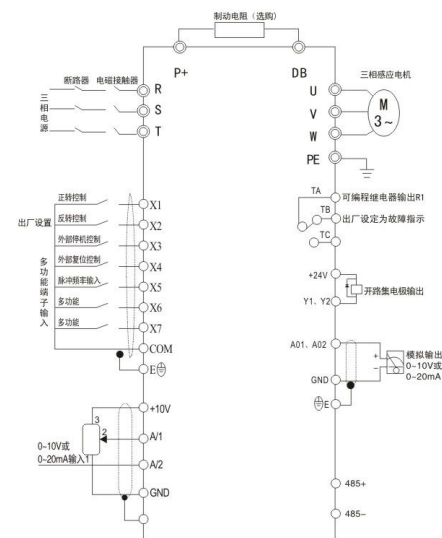 制动电阻（选购）
P+
DB
断路器 电磁接触器
三相电源
R
S
T
三相感应电机
U
V
W
PE
M
3～
TA
TB
TC
可编程继电器输出R1
出厂设定为故障指示
出厂设置
多功能端子输入
正转控制
X1
反转控制
X2
外部停机控制
X3
外部复位控制
X4
脉冲频率输入
X5
多功能
X6
多功能
X7
COM
E
+24V
Y1、Y2
开路集电极输出
A01、A02
+
−
GND
E
模拟输出
0~10V或
0~20mA
+10V
3
2
A/1
0~10V或
0~20mA输入1
A/2
GND
485+
485−